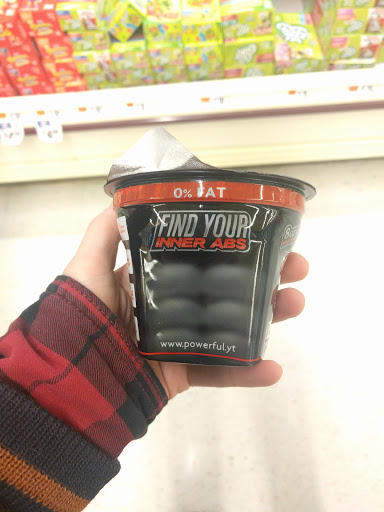 0% FAT
FIND YOUR
INNER ABS
www.powerful.yt